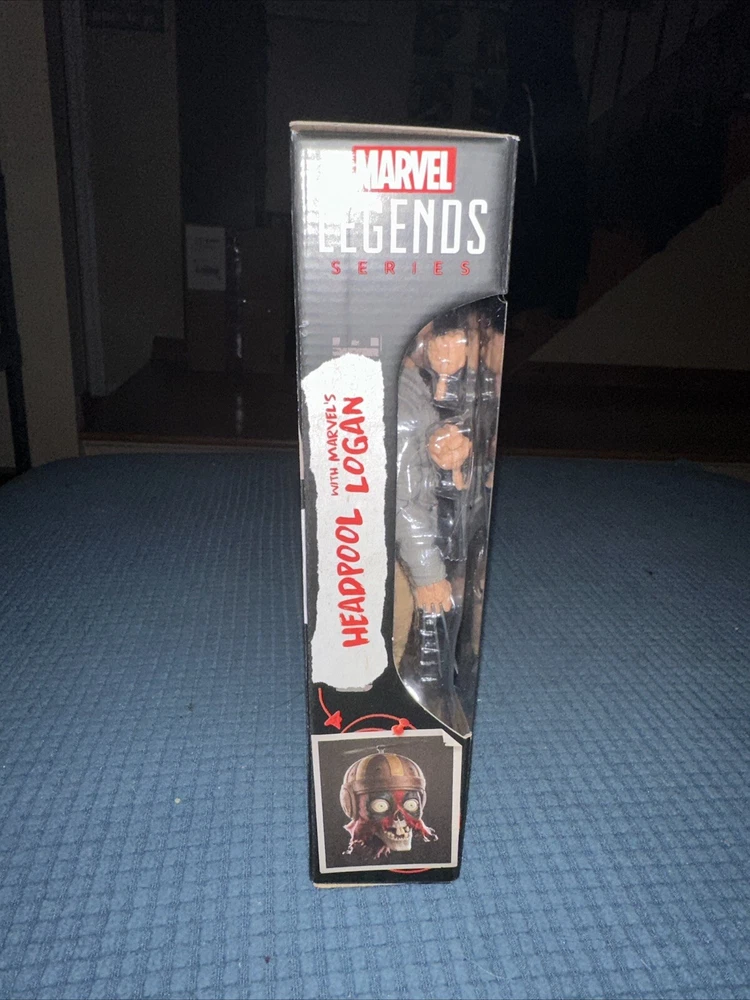 MARVEL
LEGENDS
SERIES
HEADPOOL WITH MARVEL'S
LOGAN